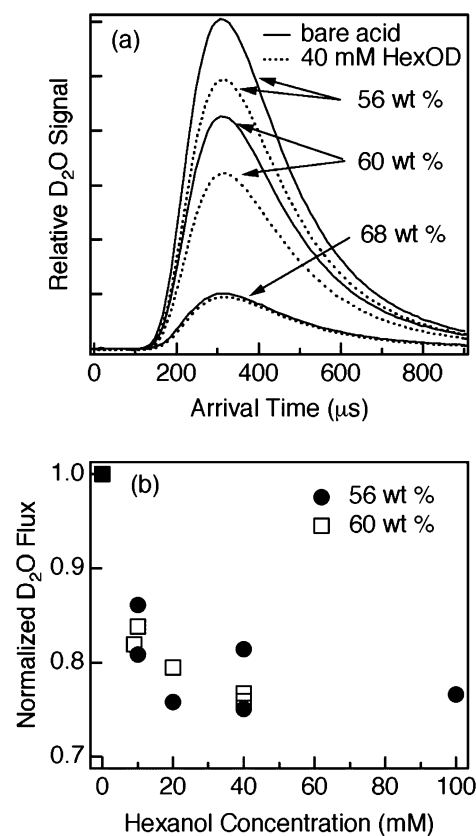 (a)
bare acid
40 mM HexOD
56 wt %
60 wt %
68 wt %
Relative D₂O Signal
0 200 400 600 800
Arrival Time (μs)
(b)
56 wt %
60 wt %
1.0
0.9
0.8
0.7
Normalized D₂O Flux
0 20 40 60 80 100
Hexanol Concentration (mM)